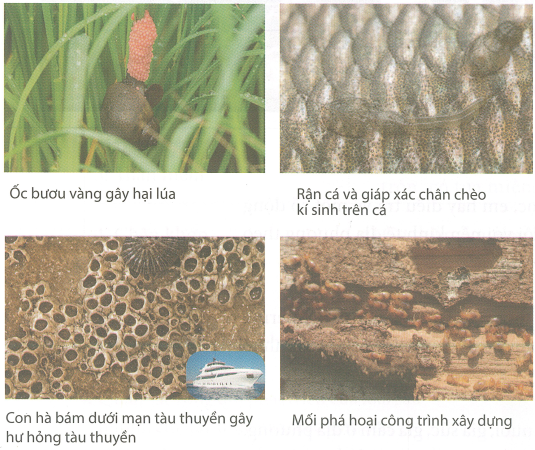 Ốc bươu vàng gây hại lúa
Rận cá và giáp xác chân chèo
kí sinh trên cá
Con hà bám dưới mạn tàu thuyền gây
hư hỏng tàu thuyền
Mối phá hoại công trình xây dựng